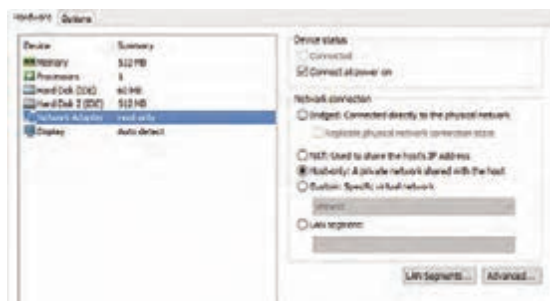 Hardware Options
Device Summary
Memory 512 MB
Processors 1
Hard Disk (IDE) 60 MB
Hard Disk 2 (IDE) 510 MB
Network Adapter Host-only
Display Auto detect
Device status
Connected
Connect at power on
Network connection
Bridged: Connected directly to the physical network
Replicate physical network connection state
NAT: Used to share the host's IP address
Host-only: A private network shared with the host
Custom: Specific virtual network
LAN segment:
LAN Segments... Advanced...